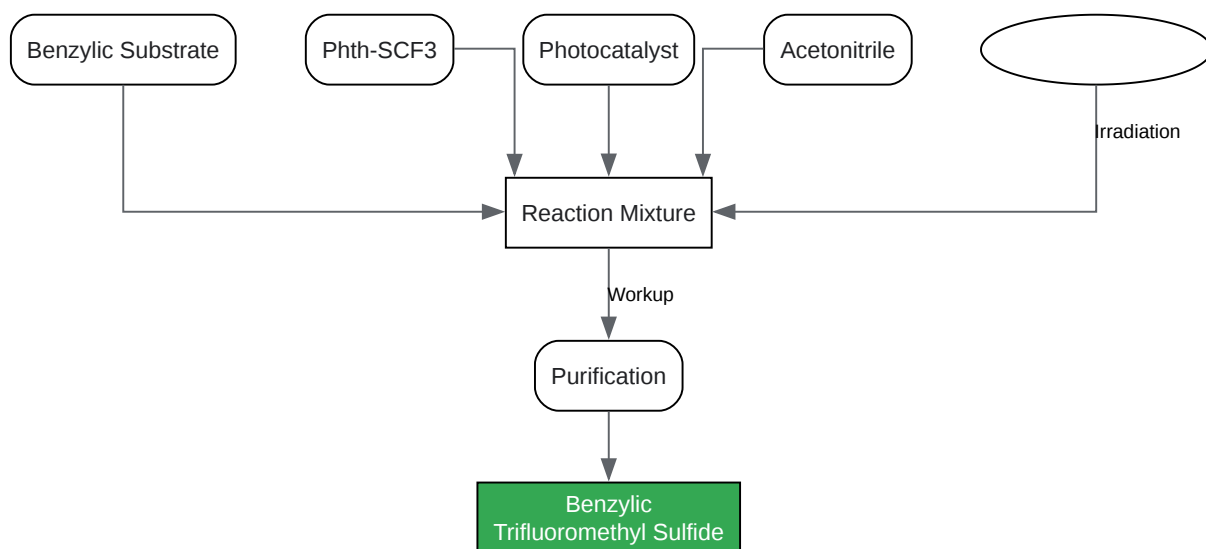 Benzylic Substrate
Phth-SCF3
Photocatalyst
Acetonitrile
Irradiation
Reaction Mixture
Workup
Purification
Benzylic
Trifluoromethyl Sulfide